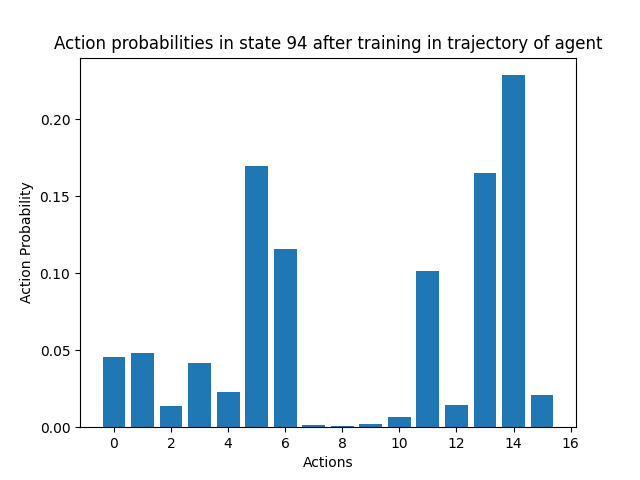 Action probabilities in state 94 after training in trajectory of agent
Action Probability
0.20
0.15
0.10
0.05
0.00
0 2 4 6 8 10 12 14 16
Actions